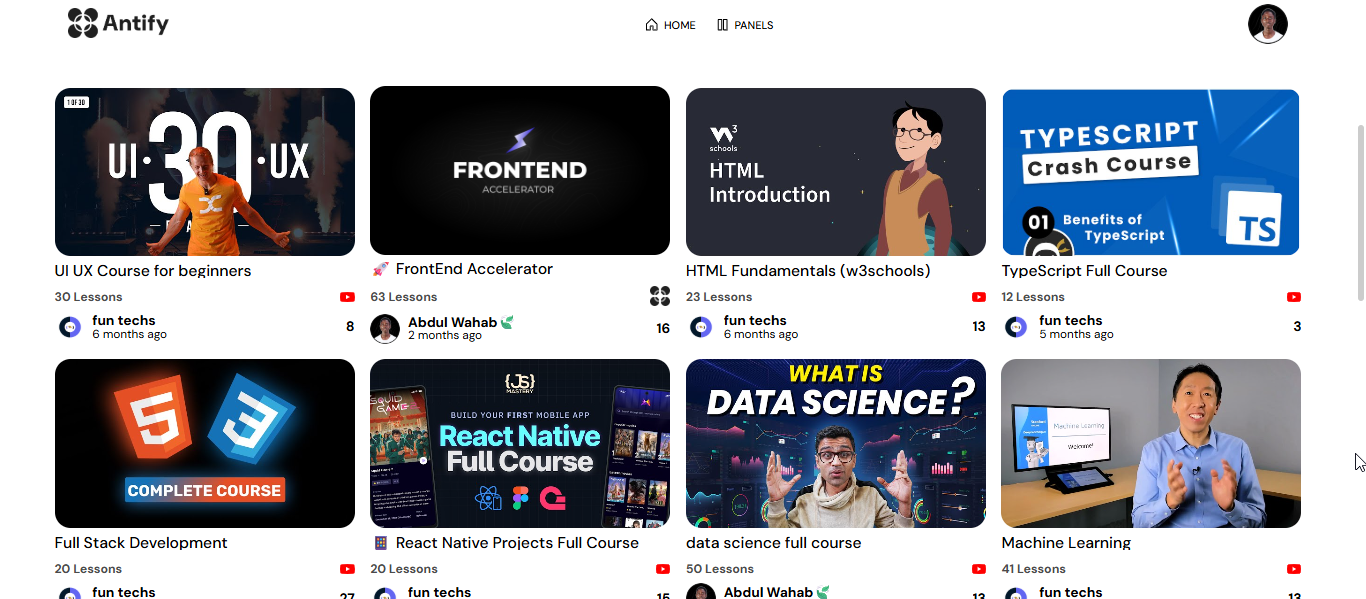 Antify
HOME
PANELS
1 OF 30
UI · 30 · UX
UI UX Course for beginners
30 Lessons
fun techs
6 months ago
8
FRONTEND
ACCELERATOR
🚀 FrontEnd Accelerator
63 Lessons
Abdul Wahab
2 months ago
16
W3
schools
HTML
Introduction
HTML Fundamentals (w3schools)
23 Lessons
fun techs
6 months ago
13
TYPESCRIPT
Crash Course
01
Benefits of
TypeScript
TS
TypeScript Full Course
12 Lessons
fun techs
5 months ago
3
5
3
COMPLETE COURSE
Full Stack Development
20 Lessons
fun techs
27
{JS}
MASTERY
SQUID
GAME
BUILD YOUR FIRST MOBILE APP
React Native
Full Course
React Native Projects Full Course
20 Lessons
fun techs
15
WHAT IS
DATA SCIENCE?
data science full course
50 Lessons
Abdul Wahab
13
Machine Learning
Welcome!
Machine Learning
41 Lessons
fun techs
13